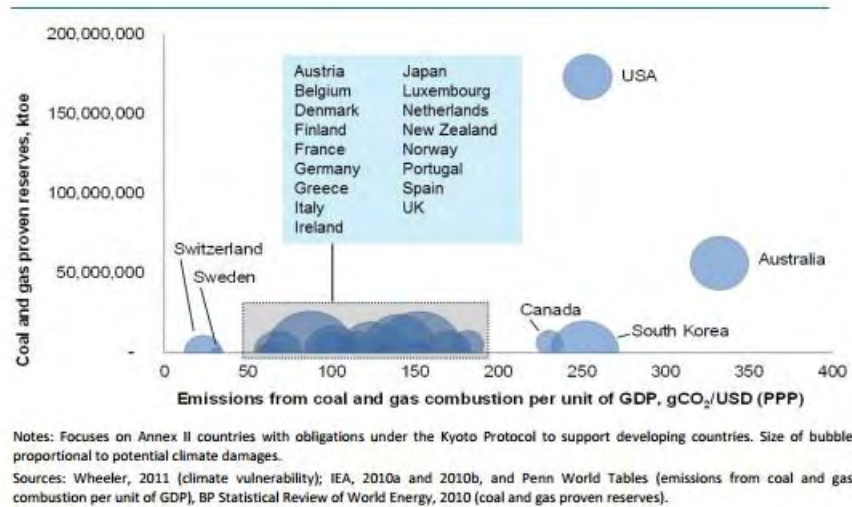 Coal and gas proven reserves, ktoe
200,000,000
150,000,000
100,000,000
50,000,000
-
Austria
Belgium
Denmark
Finland
France
Germany
Greece
Italy
Ireland
Japan
Luxembourg
Netherlands
New Zealand
Norway
Portugal
Spain
UK
USA
Australia
Switzerland
Sweden
Canada
South Korea
0 50 100 150 200 250 300 350 400
Emissions from coal and gas combustion per unit of GDP, gCO₂/USD (PPP)
Notes: Focuses on Annex II countries with obligations under the Kyoto Protocol to support developing countries. Size of bubble
proportional to potential climate damages.
Sources: Wheeler, 2011 (climate vulnerability); IEA, 2010a and 2010b, and Penn World Tables (emissions from coal and gas
combustion per unit of GDP), BP Statistical Review of World Energy, 2010 (coal and gas proven reserves).